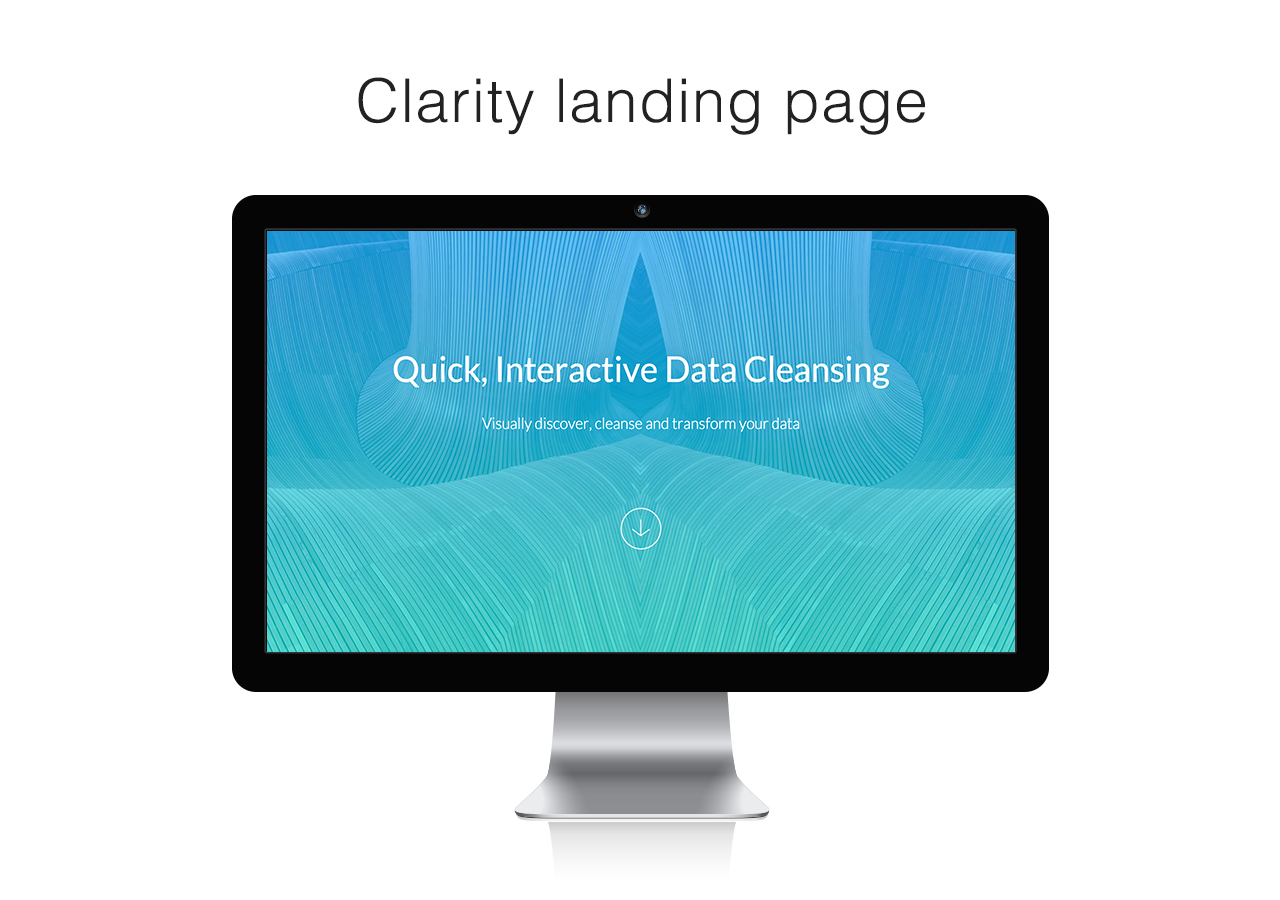 Clarity landing page
Quick, Interactive Data Cleansing
Visually discover, cleanse and transform your data